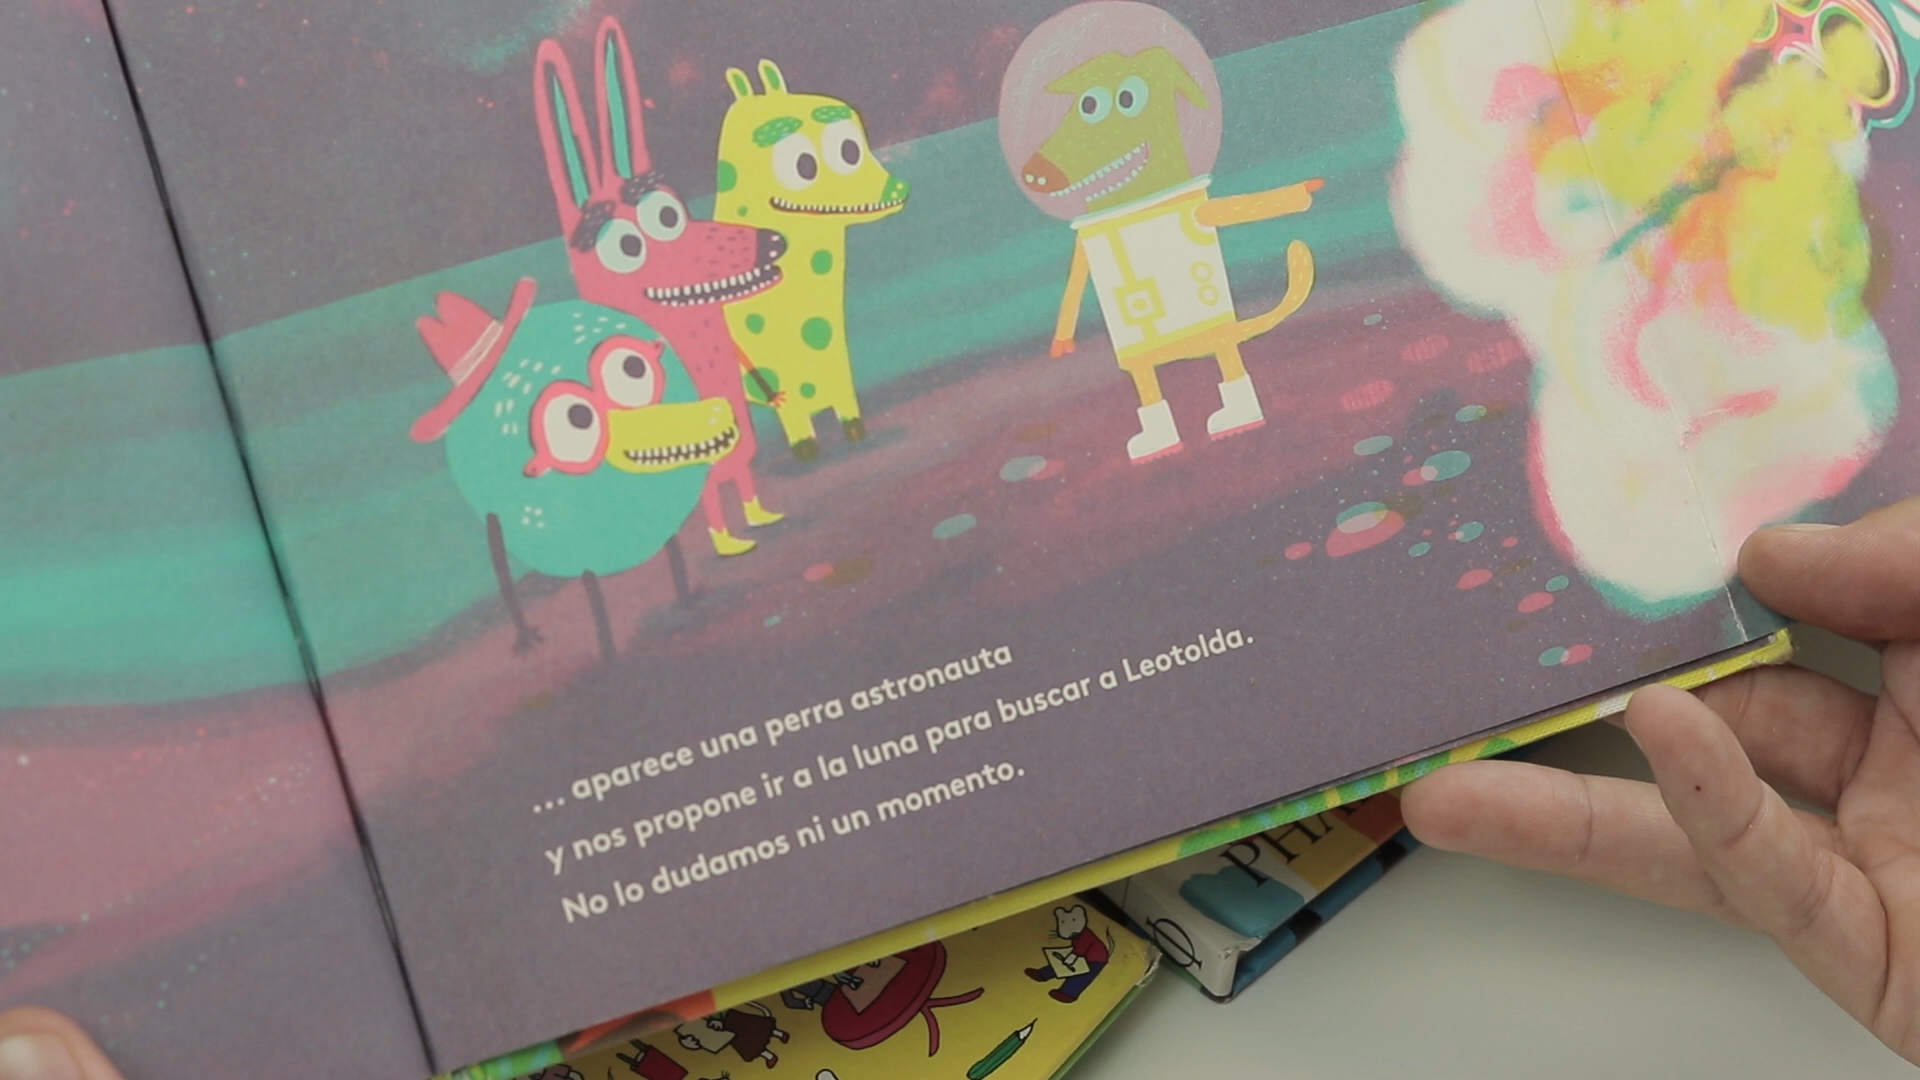 ... aparece una perra astronauta
y nos propone ir a la luna para buscar a Leotolda.
No lo dudamos ni un momento.